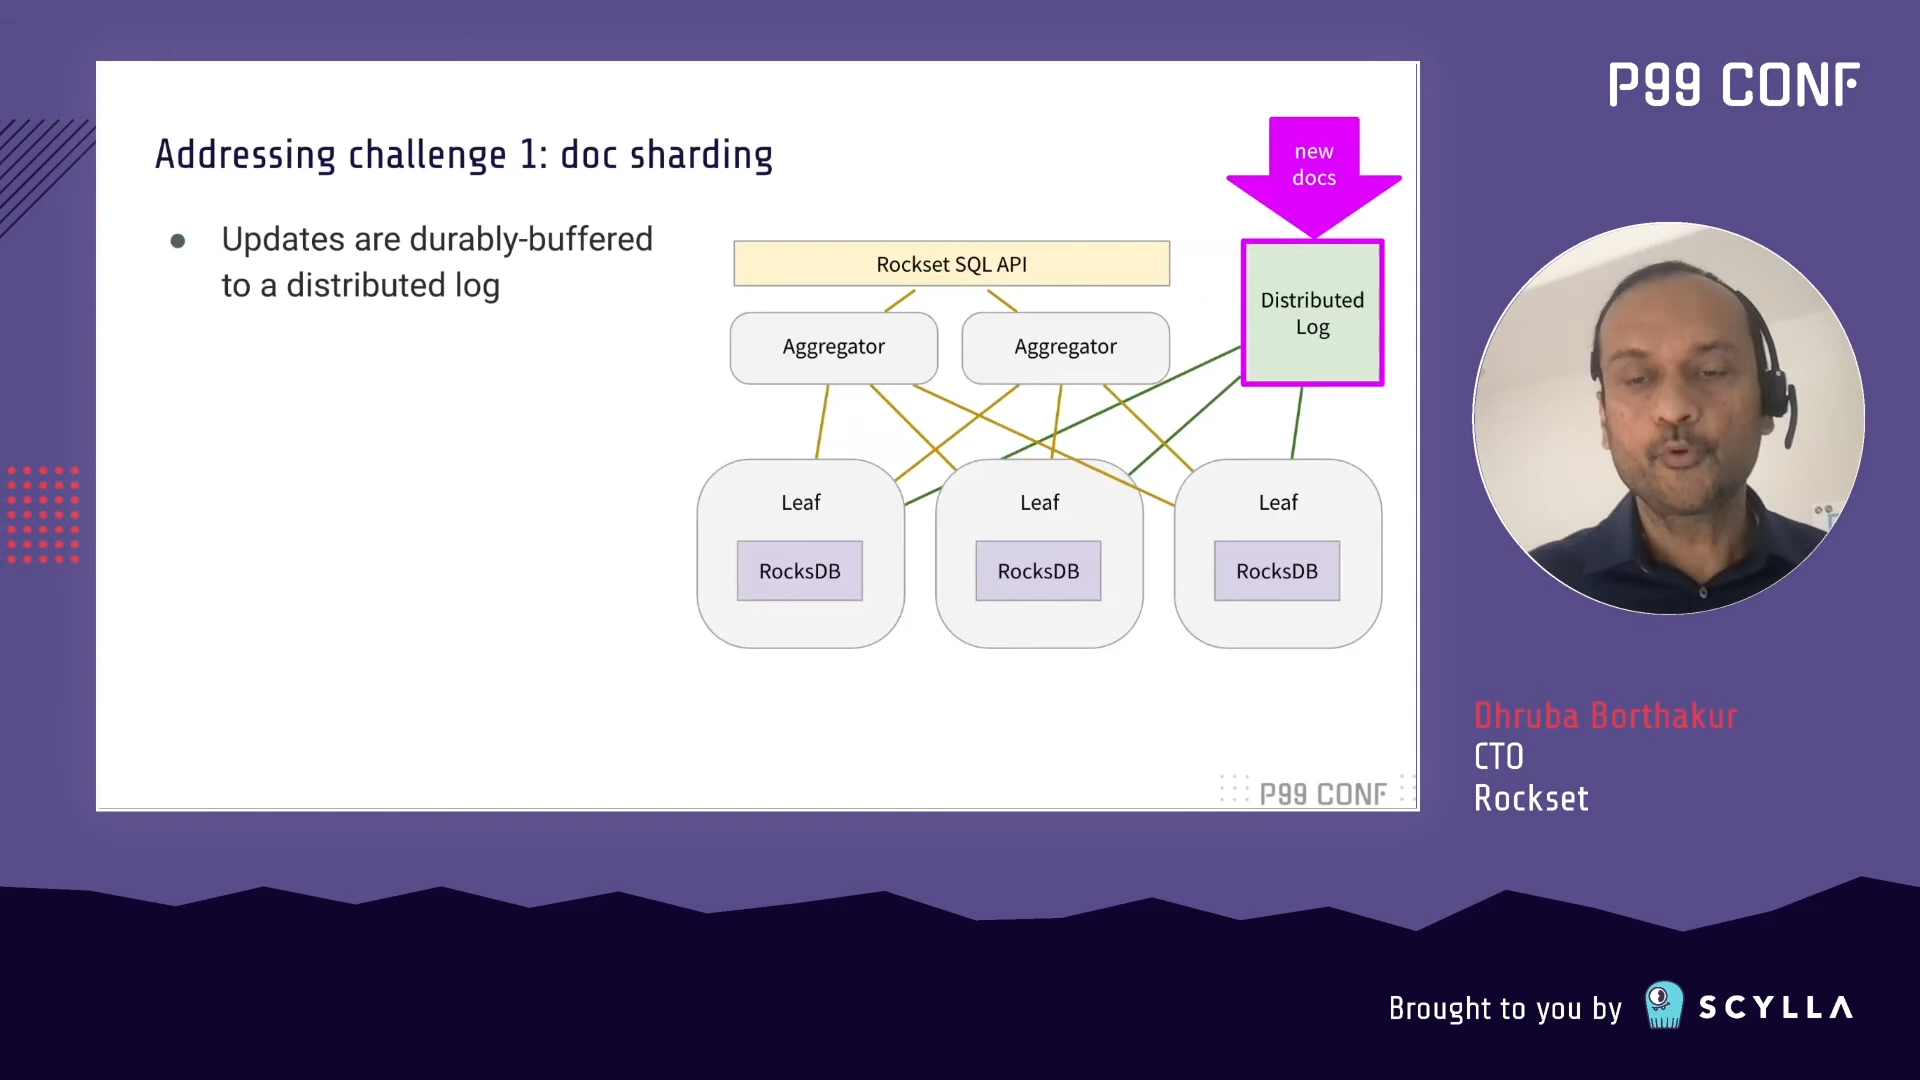 P99 CONF
Addressing challenge 1: doc sharding
Updates are durably-buffered
to a distributed log
new
docs
Rockset SQL API
Distributed
Log
Aggregator
Aggregator
Leaf
Leaf
Leaf
RocksDB
RocksDB
RocksDB
P99 CONF
Dhruba Borthakur
CTO
Rockset
Brought to you by SCYLLA